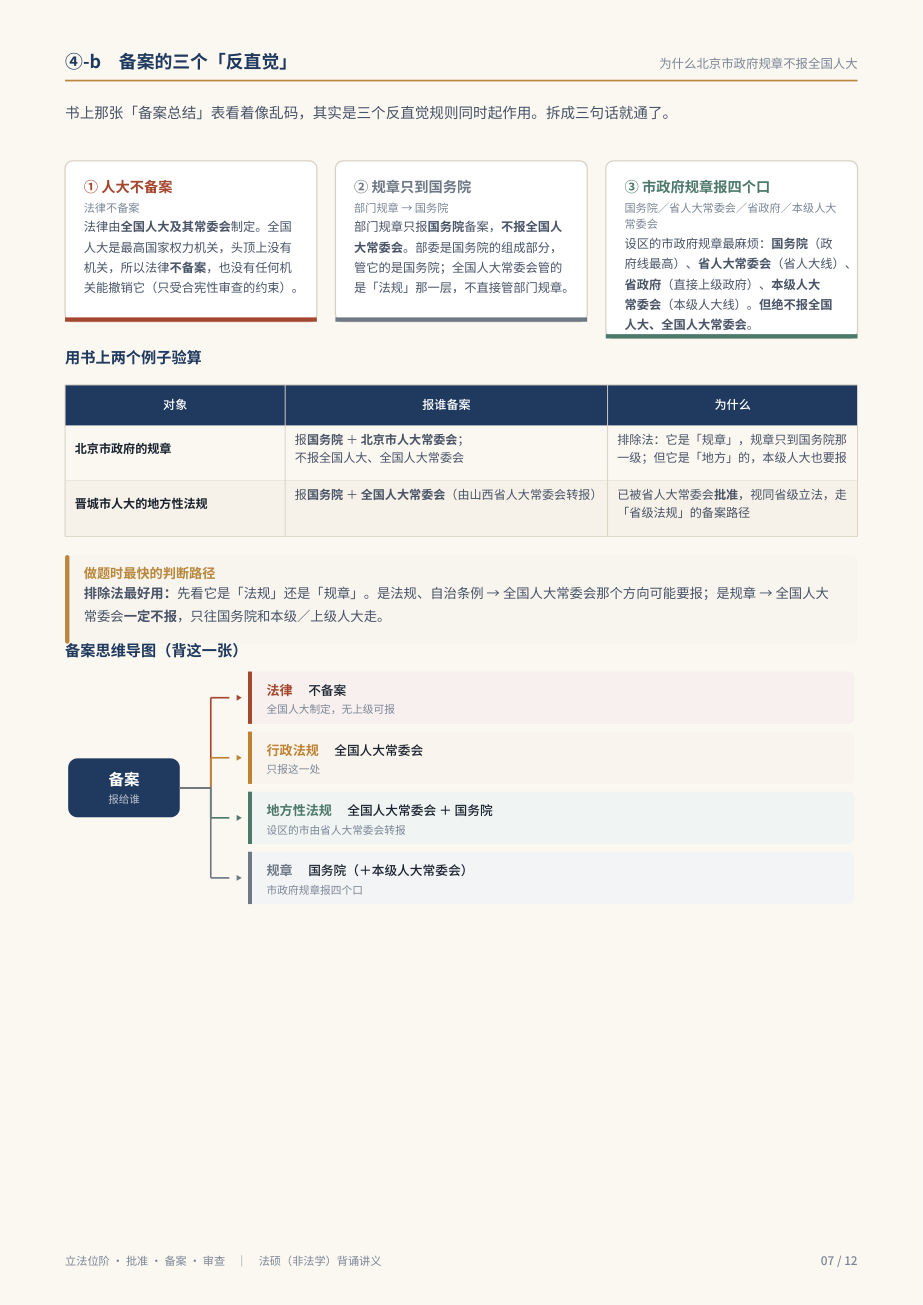 ④-b 备案的三个「反直觉」
为什么北京市政府规章不报全国人大
书上那张「备案总结」表看着像乱码，其实是三个反直觉规则同时起作用。拆成三句话就通了。
① 人大不备案
法律不备案
法律由全国人大及其常委会制定。全国
人大是最高国家权力机关，头顶上没有
机关，所以法律不备案，也没有任何机
关能撤销它（只受合宪性审查的约束）。
② 规章只到国务院
部门规章 → 国务院
部门规章只报国务院备案，不报全国人
大常委会。部委是国务院的组成部分，
管它的是国务院；全国人大常委会管的
是「法规」那一层，不直接管部门规章。
③ 市政府规章报四个口
国务院／省人大常委会／省政府／本级人大
常委会
设区的市政府规章最麻烦：国务院（政
府线最高）、省人大常委会（省人大线）、
省政府（直接上级政府）、本级人大
常委会（本级人大线）。但绝不报全国
人大、全国人大常委会。
用书上两个例子验算
对象
报谁备案
为什么
北京市政府的规章
报国务院 ＋ 北京市人大常委会；
不报全国人大、全国人大常委会
排除法：它是「规章」，规章只到国务院那
一级；但它是「地方」的，本级人大也要报
晋城市人大的地方性法规
报国务院 ＋ 全国人大常委会（由山西省人大常委会转报）
已被省人大常委会批准，视同省级立法，走
「省级法规」的备案路径
做题时最快的判断路径
排除法最好用：先看它是「法规」还是「规章」。是法规、自治条例 → 全国人大常委会那个方向可能要报；是规章 → 全国人大
常委会一定不报，只往国务院和本级／上级人大走。
备案思维导图（背这一张）
备案
报给谁
法律 不备案
全国人大制定，无上级可报
行政法规 全国人大常委会
只报这一处
地方性法规 全国人大常委会 ＋ 国务院
设区的市由省人大常委会转报
规章 国务院（＋本级人大常委会）
市政府规章报四个口
立法位阶 · 批准 · 备案 · 审查 ｜ 法硕（非法学）背诵讲义
07 / 12